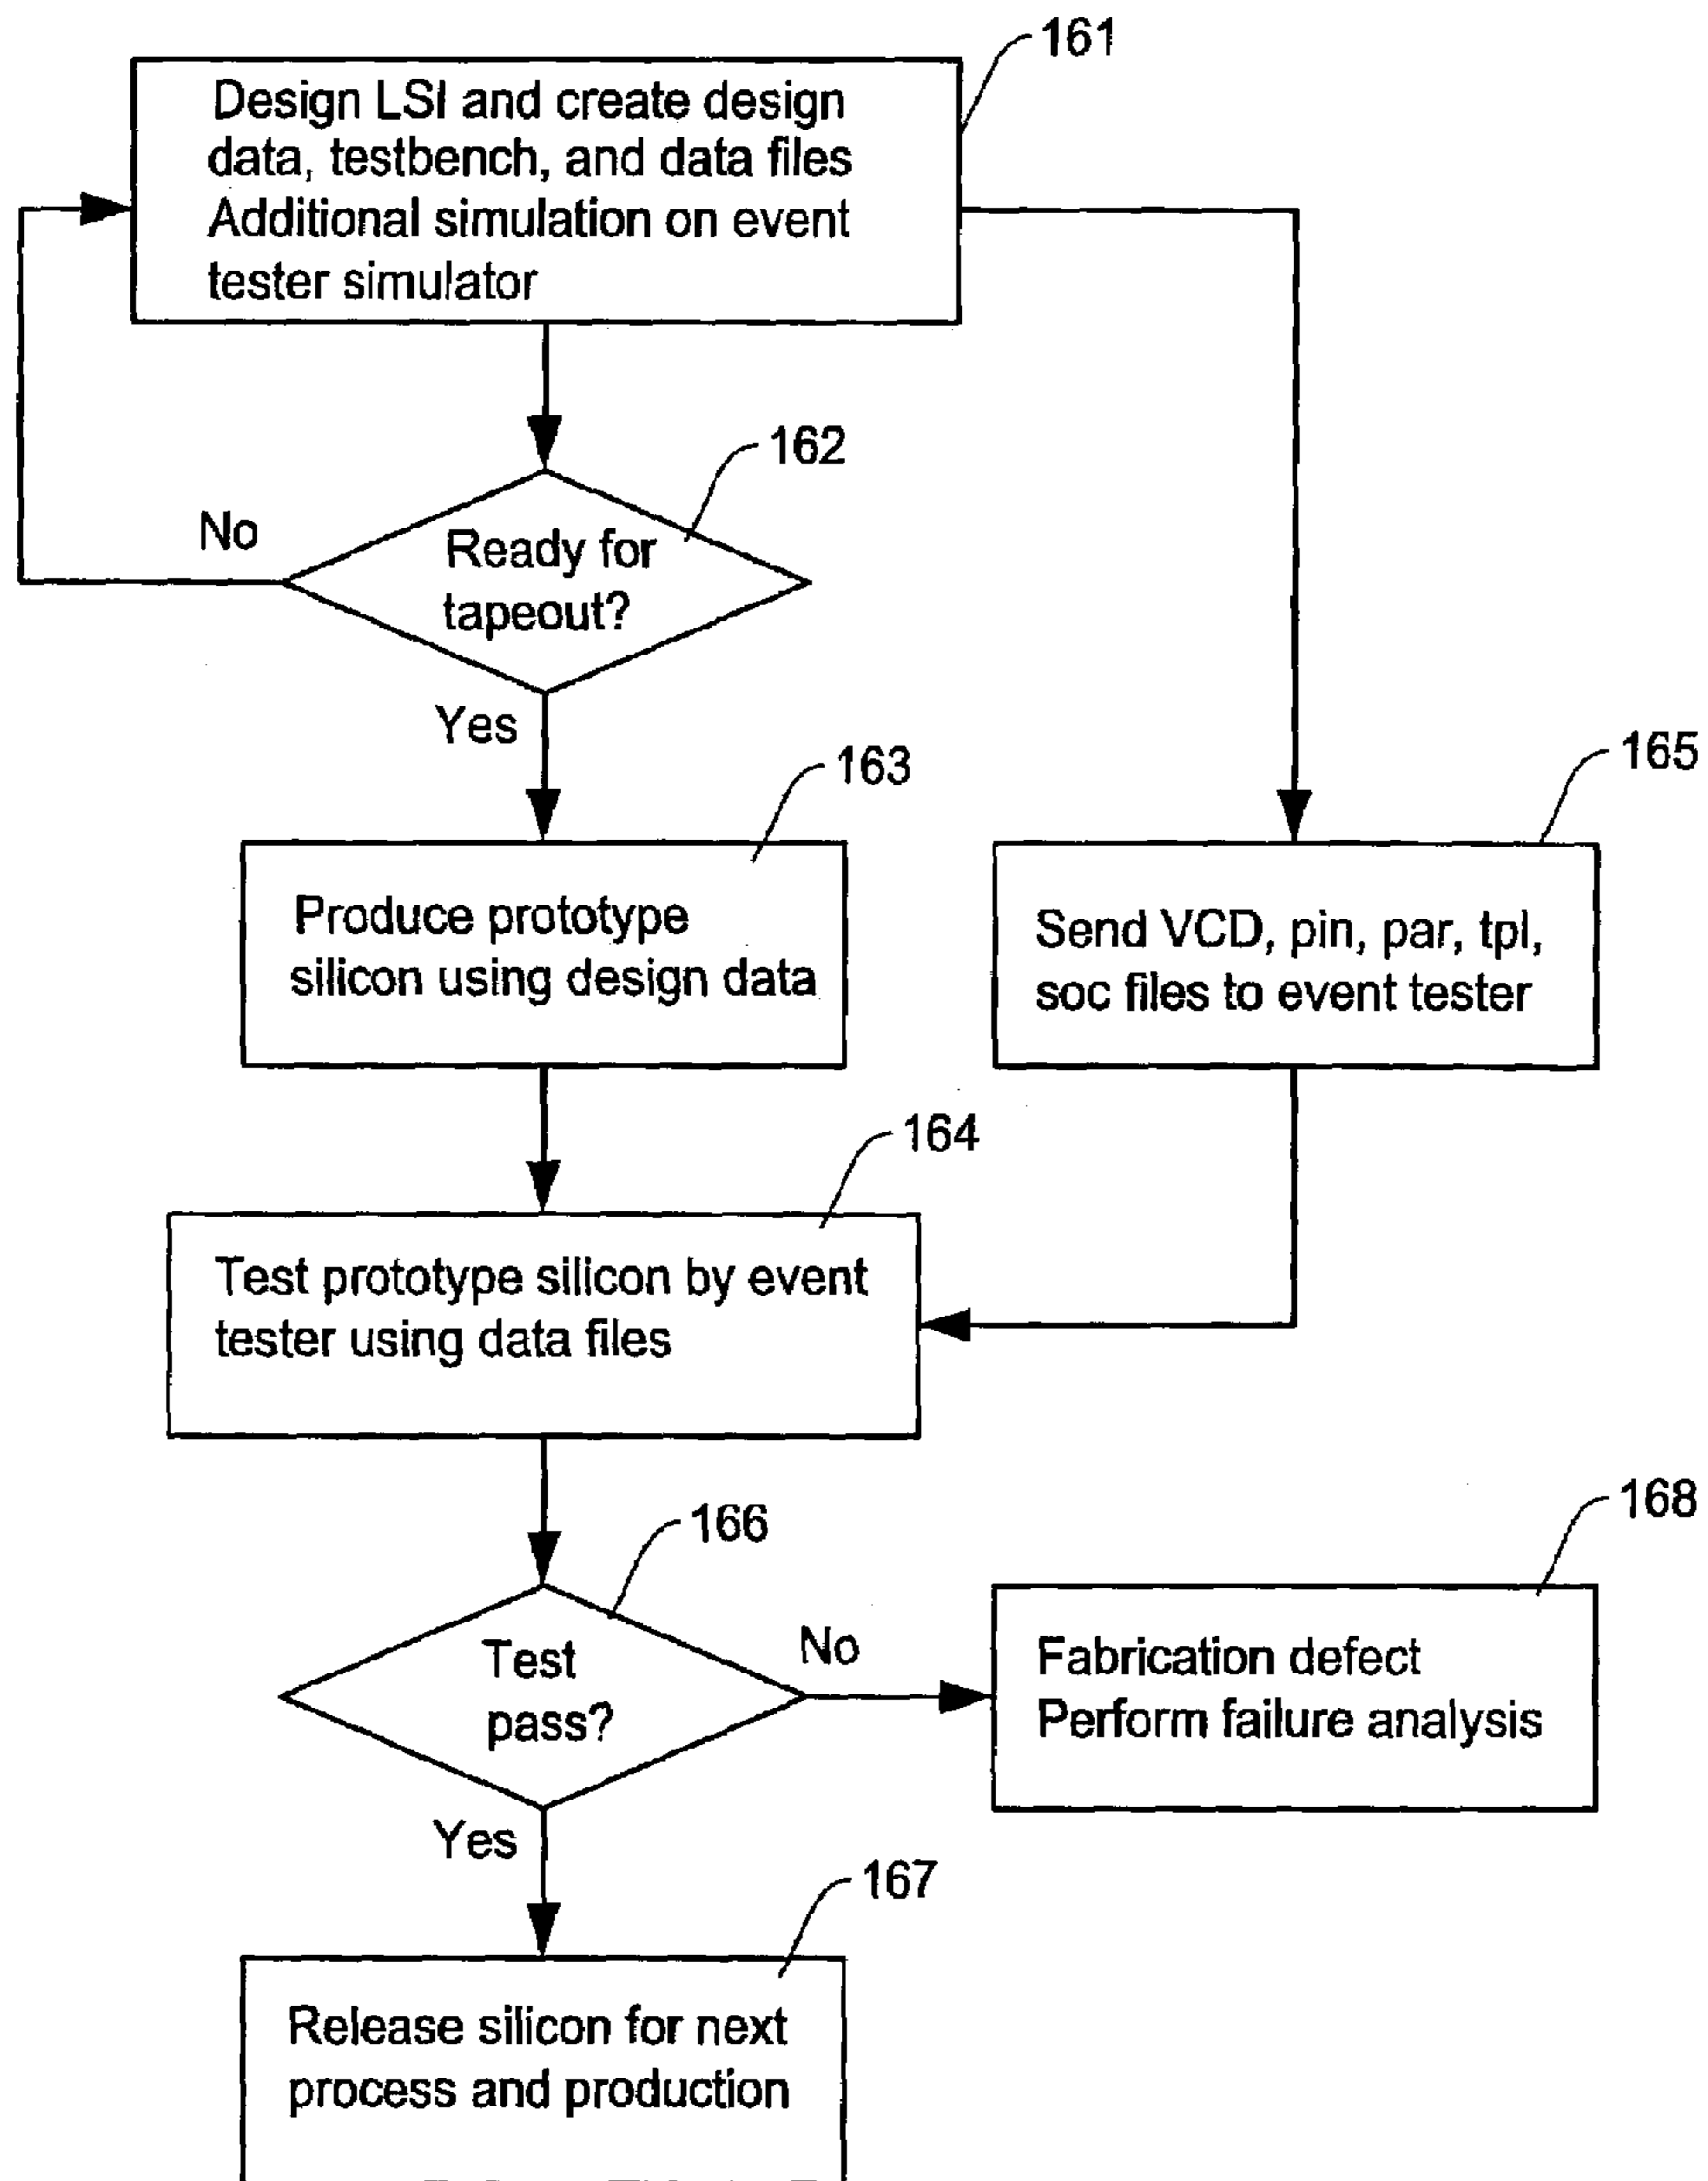 161
Design LSI and create design
data, testbench, and data files
Additional simulation on event
tester simulator
162
No
Ready for
tapeout?
Yes
163
165
Produce prototype
silicon using design data
Send VCD, pin, par, tpl,
soc files to event tester
164
Test prototype silicon by event
tester using data files
166
168
Test
pass?
No
Fabrication defect
Perform failure analysis
Yes
167
Release silicon for next
process and production